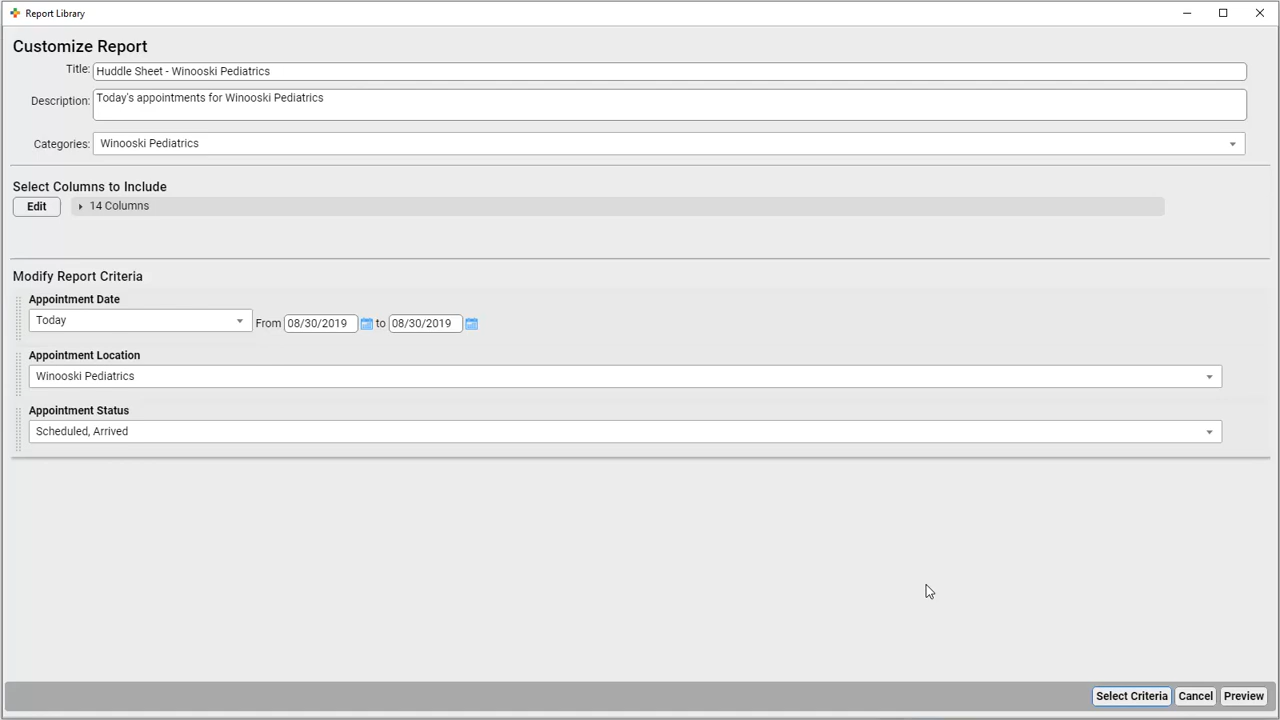 Report Library
Customize Report
Title: Huddle Sheet - Winooski Pediatrics
Description: Today's appointments for Winooski Pediatrics
Categories: Winooski Pediatrics
Select Columns to Include
Edit 14 Columns
Modify Report Criteria
Appointment Date
Today From 08/30/2019 to 08/30/2019
Appointment Location
Winooski Pediatrics
Appointment Status
Scheduled, Arrived
Select Criteria Cancel Preview